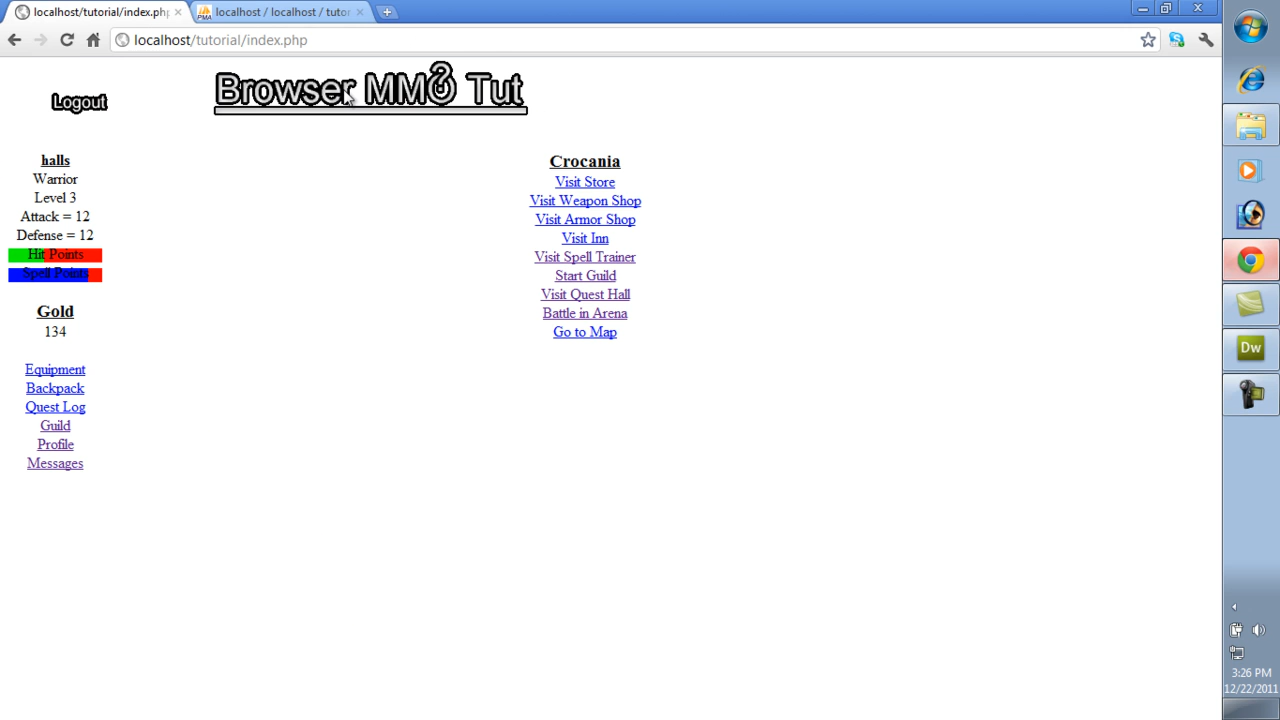 localhost/tutorial/index.php
localhost / localhost / tutor
localhost/tutorial/index.php
Browser MMO Tut
Logout
halls
Warrior
Level 3
Attack = 12
Defense = 12
Hit Points
Spell Points
Gold
134
Equipment
Backpack
Quest Log
Guild
Profile
Messages
Crocania
Visit Store
Visit Weapon Shop
Visit Armor Shop
Visit Inn
Visit Spell Trainer
Start Guild
Visit Quest Hall
Battle in Arena
Go to Map
PMA
Dw
3:26 PM
12/22/2011